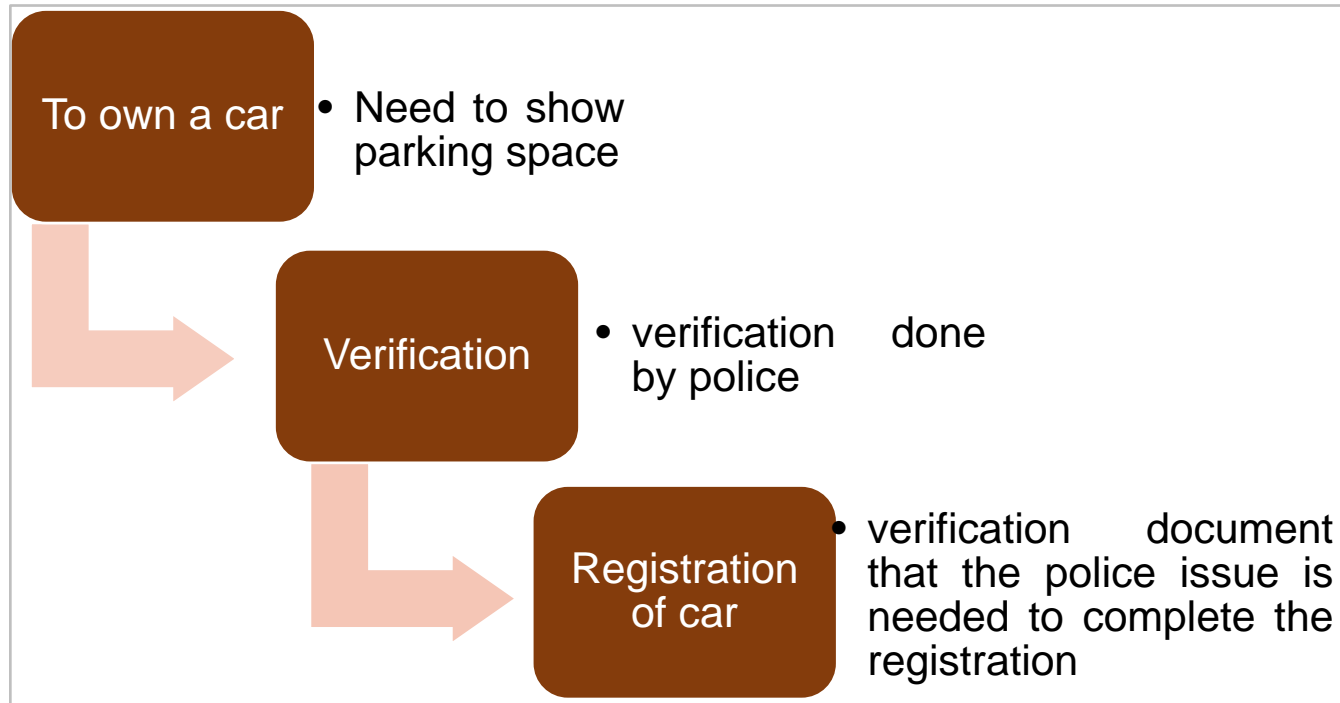 To own a car
• Need to show
parking space
Verification
• verification done
by police
Registration
of car
• verification document
that the police issue is
needed to complete the
registration